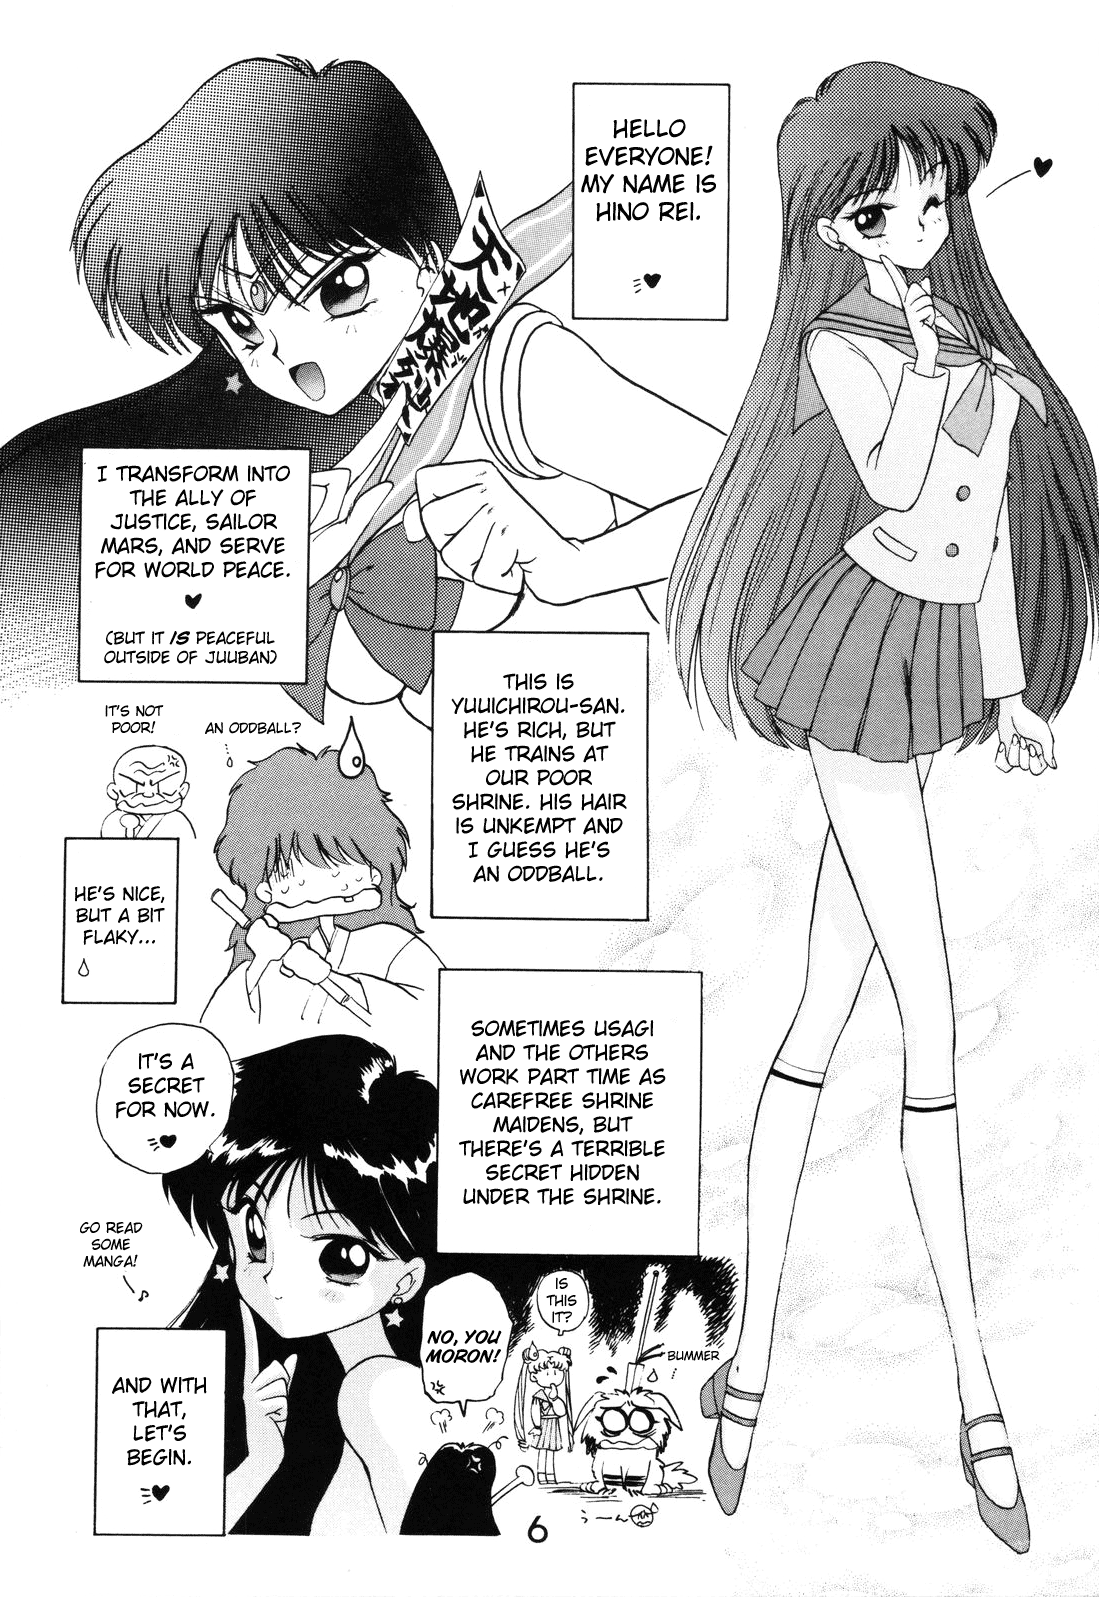 HELLO
EVERYONE!
MY NAME IS
HINO REI.
I TRANSFORM INTO
THE ALLY OF
JUSTICE, SAILOR
MARS, AND SERVE
FOR WORLD PEACE.
(BUT IT IS PEACEFUL
OUTSIDE OF JUUBAN)
THIS IS
YUUICHIROU-SAN.
HE'S RICH, BUT
HE TRAINS AT
OUR POOR
SHRINE. HIS HAIR
IS UNKEMPT AND
I GUESS HE'S
AN ODDBALL.
IT'S NOT
POOR!
AN ODDBALL?
HE'S NICE,
BUT A BIT
FLAKY...
SOMETIMES USAGI
AND THE OTHERS
WORK PART TIME AS
CAREFREE SHRINE
MAIDENS, BUT
THERE'S A TERRIBLE
SECRET HIDDEN
UNDER THE SHRINE.
IT'S A
SECRET
FOR NOW.
GO READ
SOME
MANGA!
IS
THIS
IT?
NO, YOU
MORON!
BUMMER
AND WITH
THAT,
LET'S
BEGIN.
うーん
6